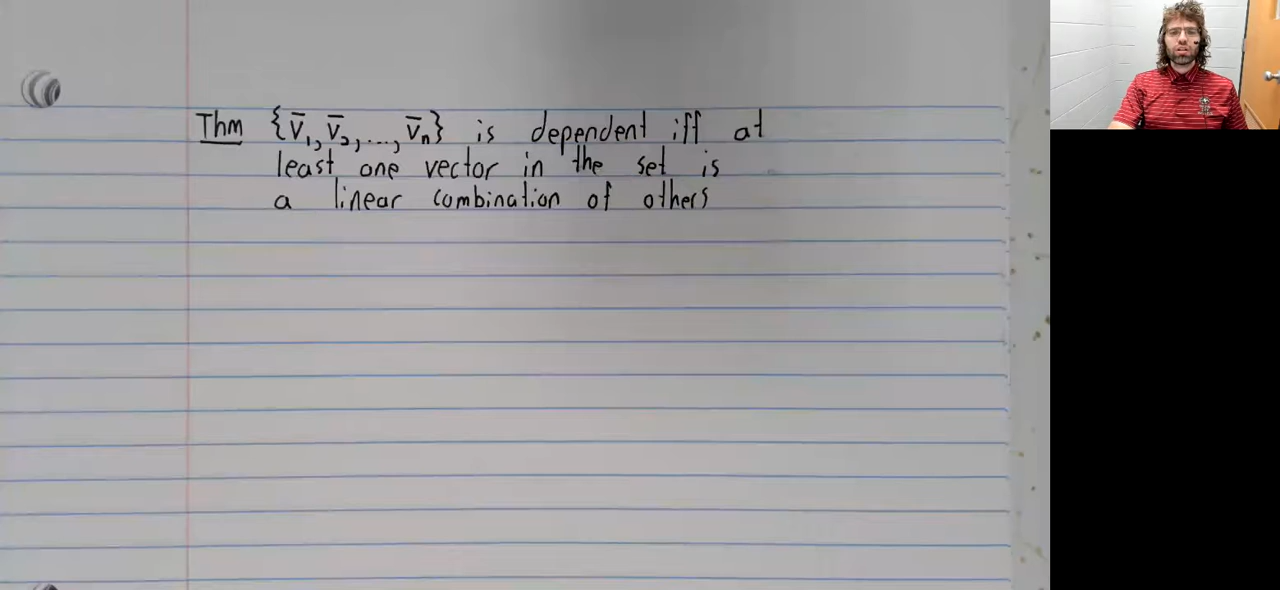 Thm {v̄₁, v̄₂, ..., v̄ₙ} is dependent iff at
least one vector in the set is
a linear combination of others